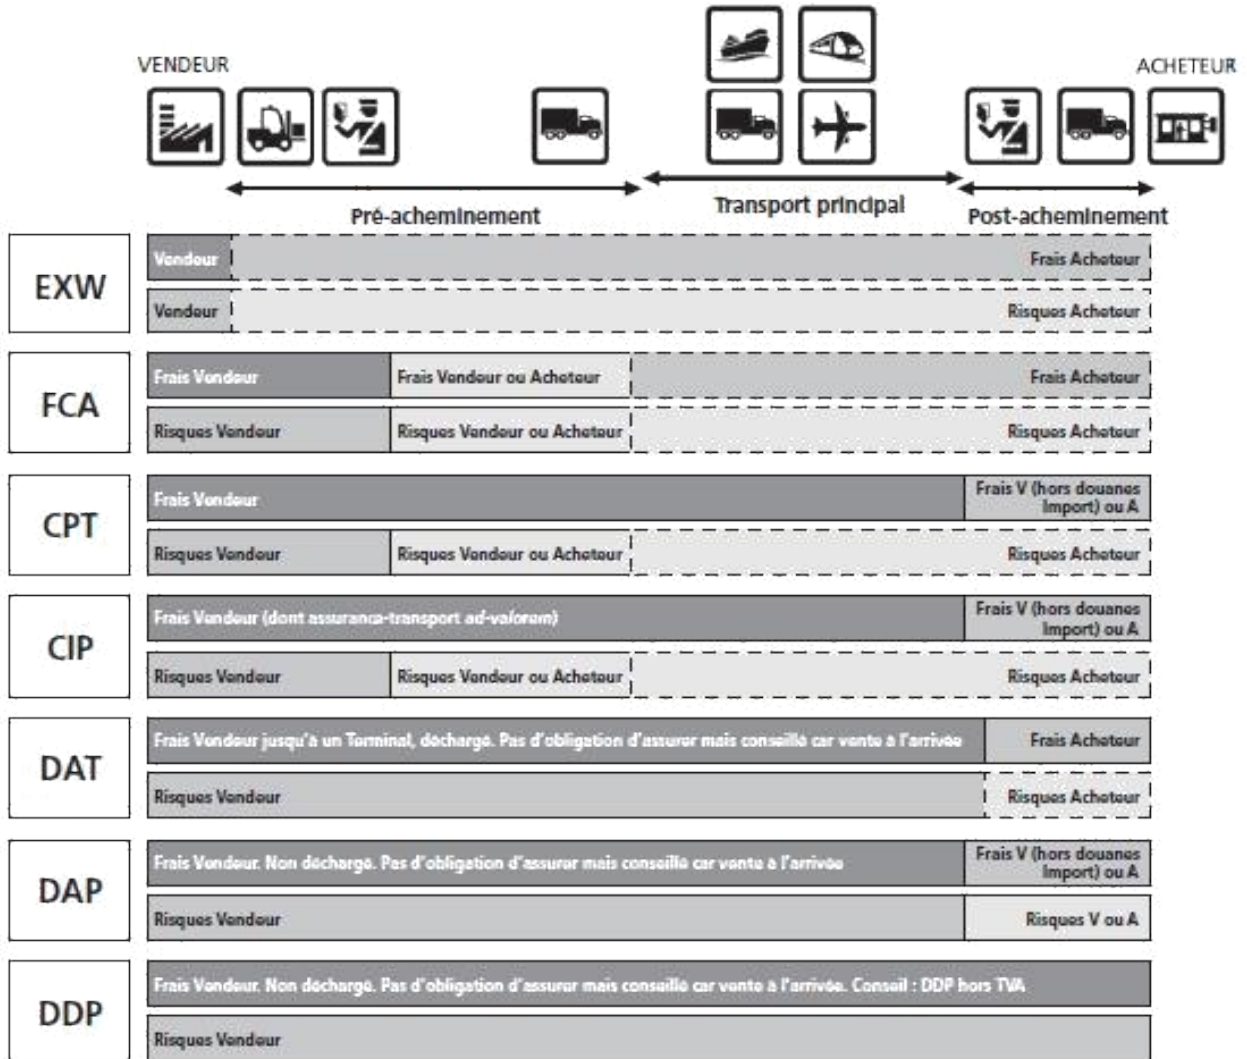 VENDEUR
ACHETEUR
Pré-acheminement
Transport principal
Post-acheminement
EXW
Vendeur
Frais Acheteur
Vendeur
Risques Acheteur
FCA
Frais Vendeur
Frais Vendeur ou Acheteur
Frais Acheteur
Risques Vendeur
Risques Vendeur ou Acheteur
Risques Acheteur
CPT
Frais Vendeur
Frais V (hors douanes
Import) ou A
Risques Vendeur
Risques Vendeur ou Acheteur
Risques Acheteur
CIP
Frais Vendeur (dont assurance-transport ad-valorem)
Frais V (hors douanes
Import) ou A
Risques Vendeur
Risques Vendeur ou Acheteur
Risques Acheteur
DAT
Frais Vendeur jusqu'à un Terminal, déchargé. Pas d'obligation d'assurer mais conseillé car vente à l'arrivée
Frais Acheteur
Risques Vendeur
Risques Acheteur
DAP
Frais Vendeur. Non déchargé. Pas d'obligation d'assurer mais conseillé car vente à l'arrivée
Frais V (hors douanes
Import) ou A
Risques Vendeur
Risques V ou A
DDP
Frais Vendeur. Non déchargé. Pas d'obligation d'assurer mais conseillé car vente à l'arrivée. Conseil : DDP hors TVA
Risques Vendeur